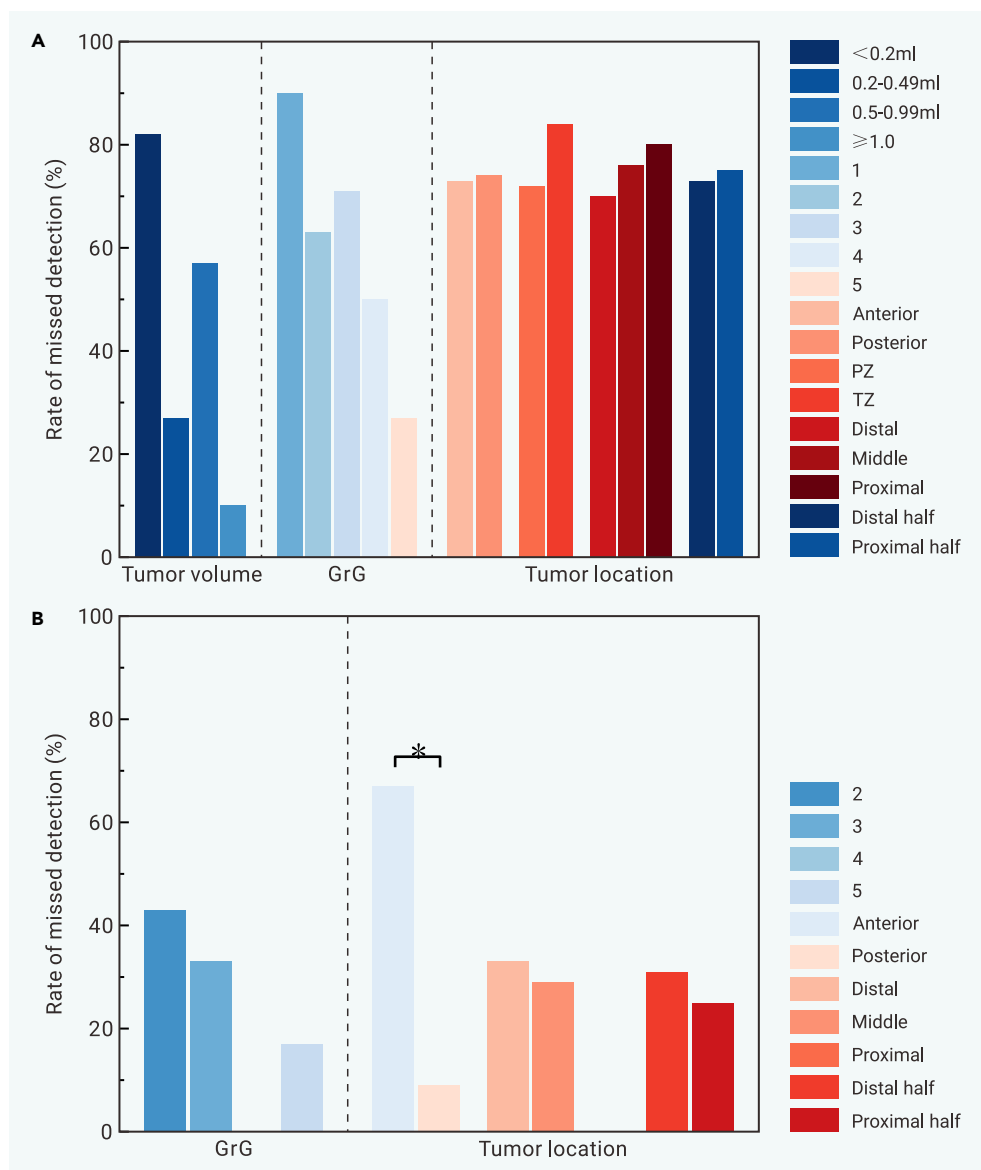 A
Rate of missed detection (%)
100
80
60
40
20
0
Tumor volume
GrG
Tumor location
<0.2ml
0.2-0.49ml
0.5-0.99ml
≥1.0
1
2
3
4
5
Anterior
Posterior
PZ
TZ
Distal
Middle
Proximal
Distal half
Proximal half
B
Rate of missed detection (%)
100
80
60
40
20
0
*
GrG
Tumor location
2
3
4
5
Anterior
Posterior
Distal
Middle
Proximal
Distal half
Proximal half